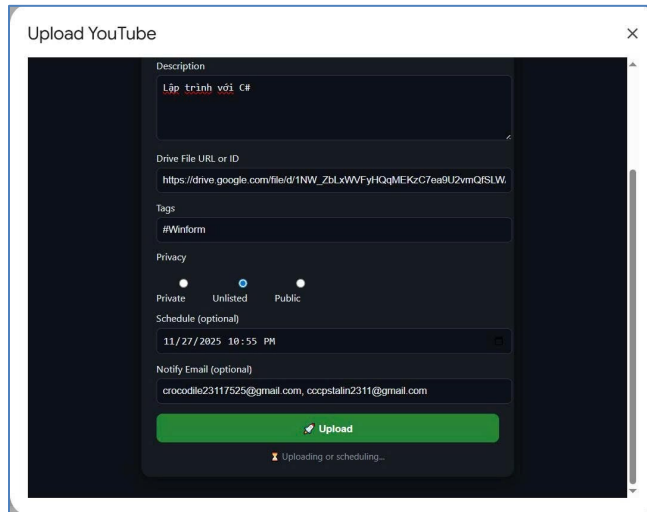 Upload YouTube
Description
Lập trình với C#
Drive File URL or ID
https://drive.google.com/file/d/1NW_ZbLxWVFyHQqMEKzC7ea9U2vmQfSLW
Tags
#Winform
Privacy
Private Unlisted Public
Schedule (optional)
11/27/2025 10:55 PM
Notify Email (optional)
crocodile23117525@gmail.com, cccpstalin2311@gmail.com
🚀 Upload
⏳ Uploading or scheduling...